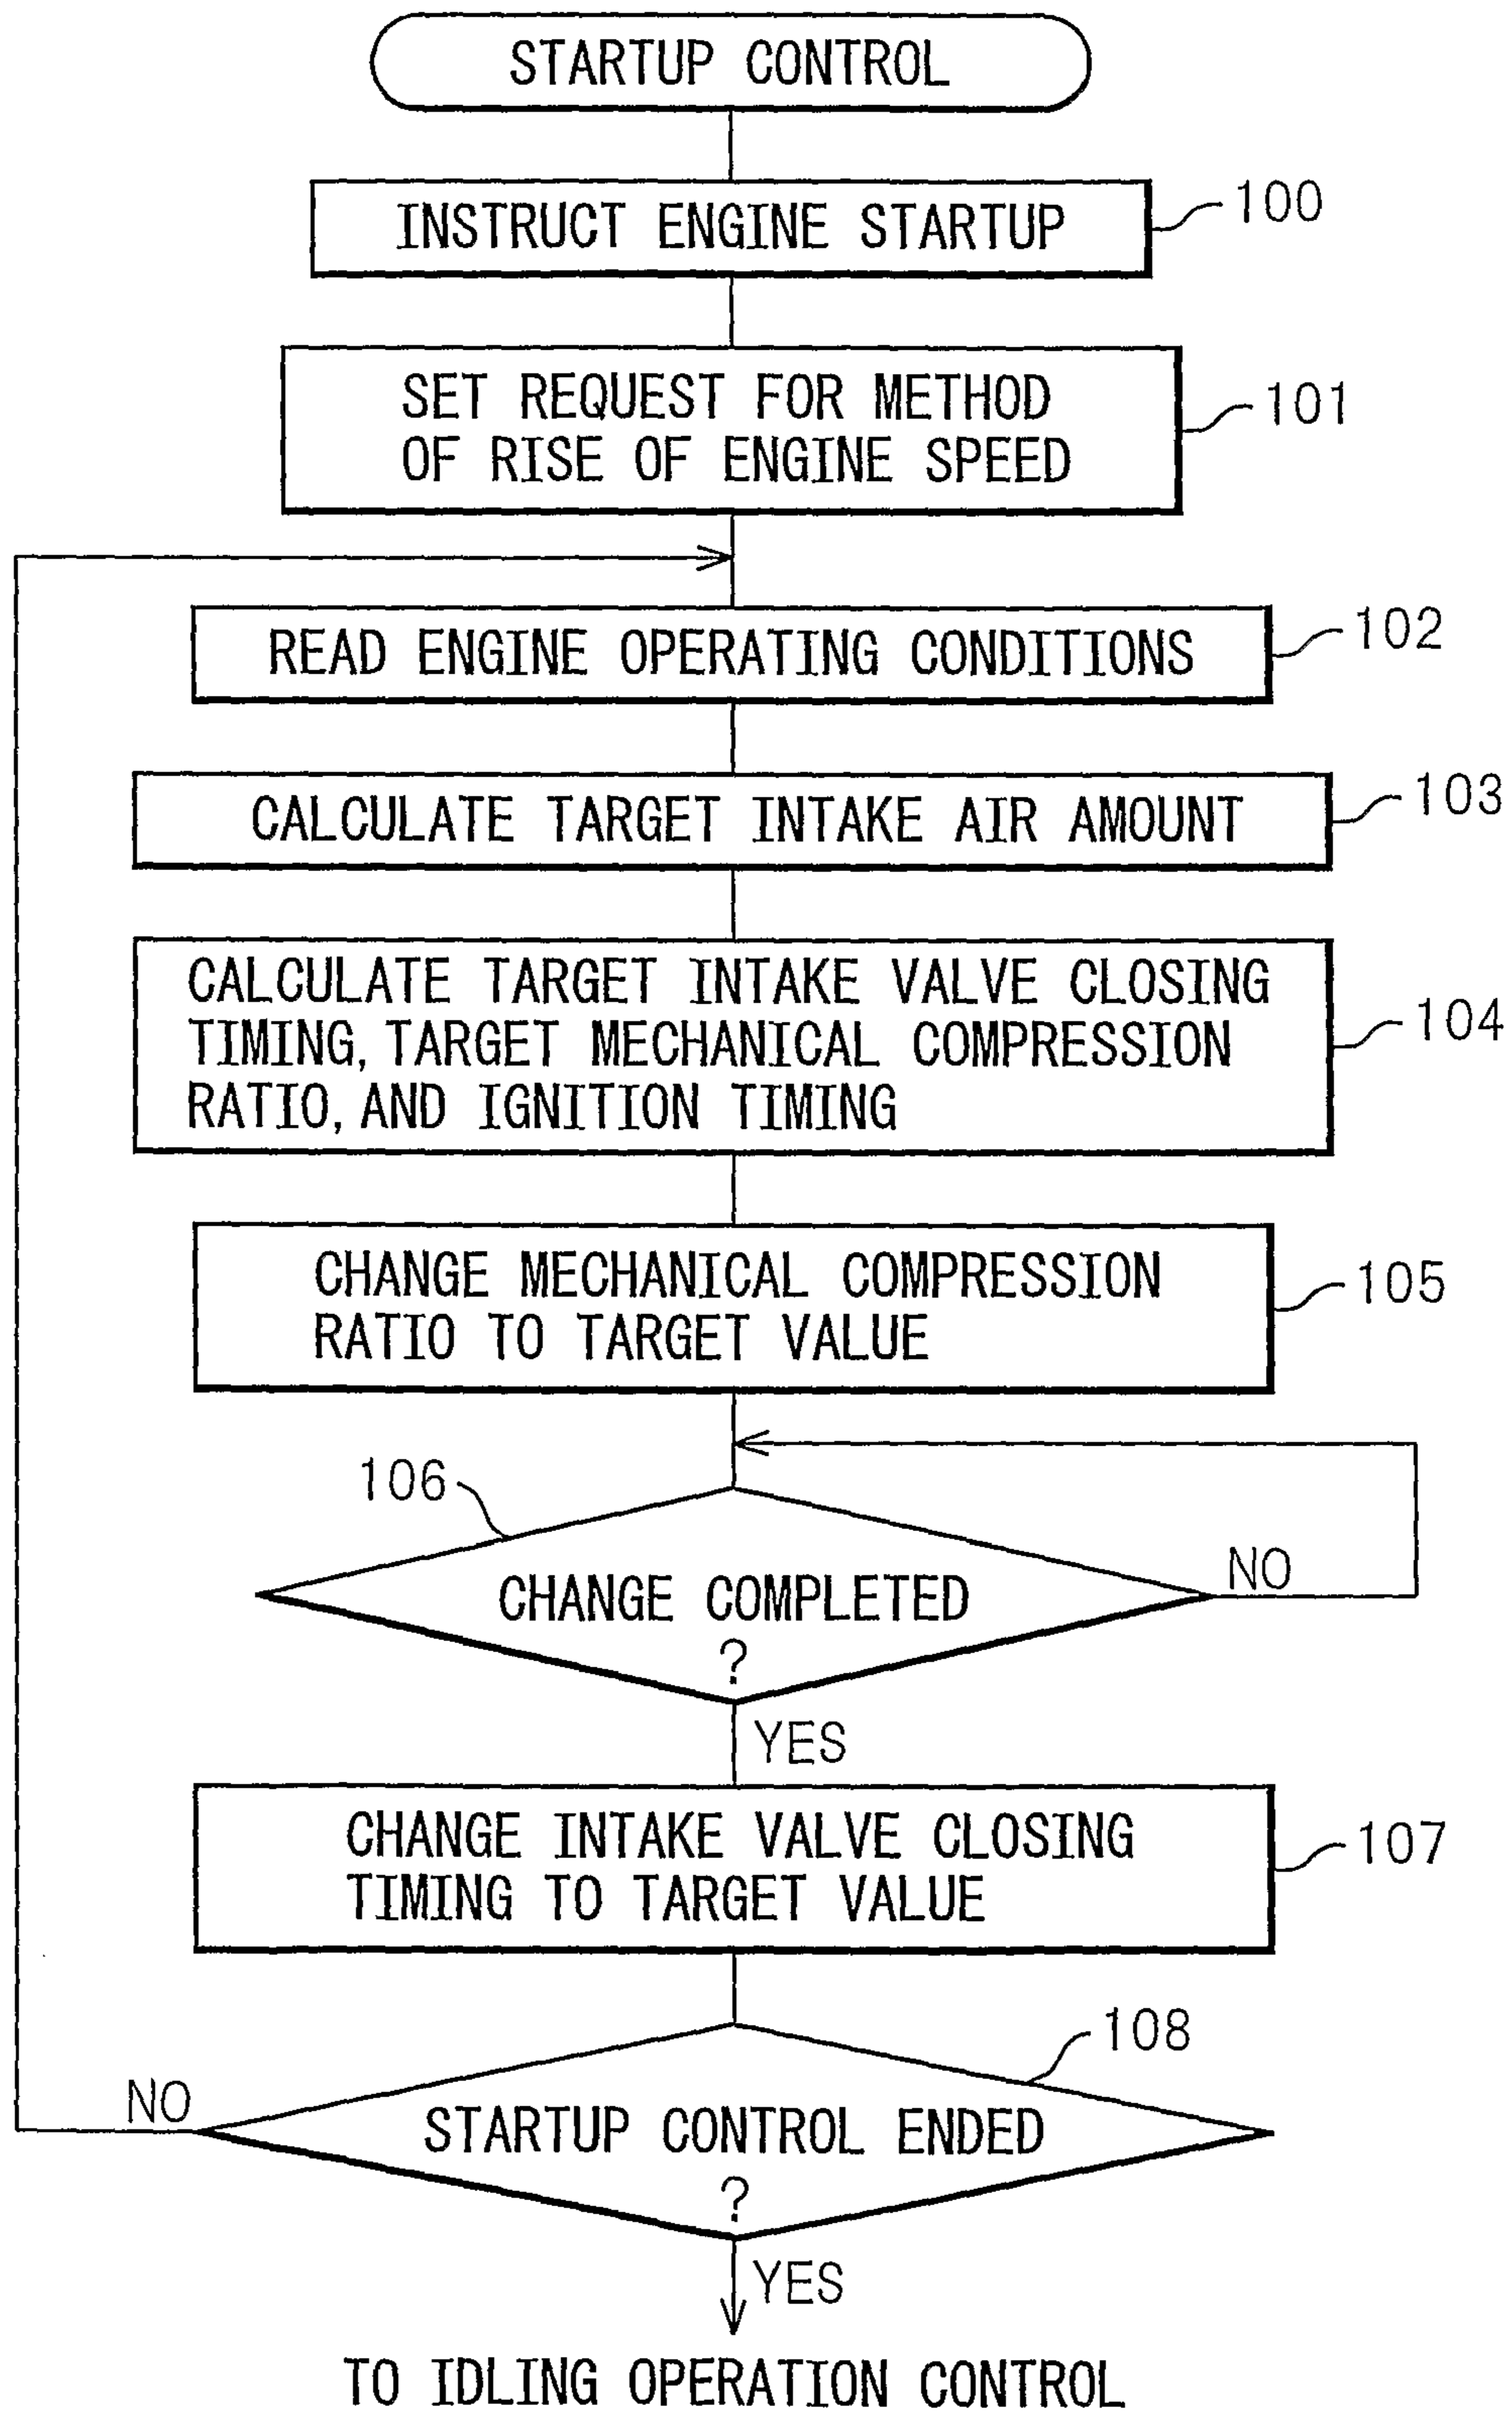 STARTUP CONTROL
INSTRUCT ENGINE STARTUP
100
SET REQUEST FOR METHOD
OF RISE OF ENGINE SPEED
101
READ ENGINE OPERATING CONDITIONS
102
CALCULATE TARGET INTAKE AIR AMOUNT
103
CALCULATE TARGET INTAKE VALVE CLOSING
TIMING, TARGET MECHANICAL COMPRESSION
RATIO, AND IGNITION TIMING
104
CHANGE MECHANICAL COMPRESSION
RATIO TO TARGET VALUE
105
106
CHANGE COMPLETED
?
NO
YES
CHANGE INTAKE VALVE CLOSING
TIMING TO TARGET VALUE
107
108
NO
STARTUP CONTROL ENDED
?
YES
TO IDLING OPERATION CONTROL